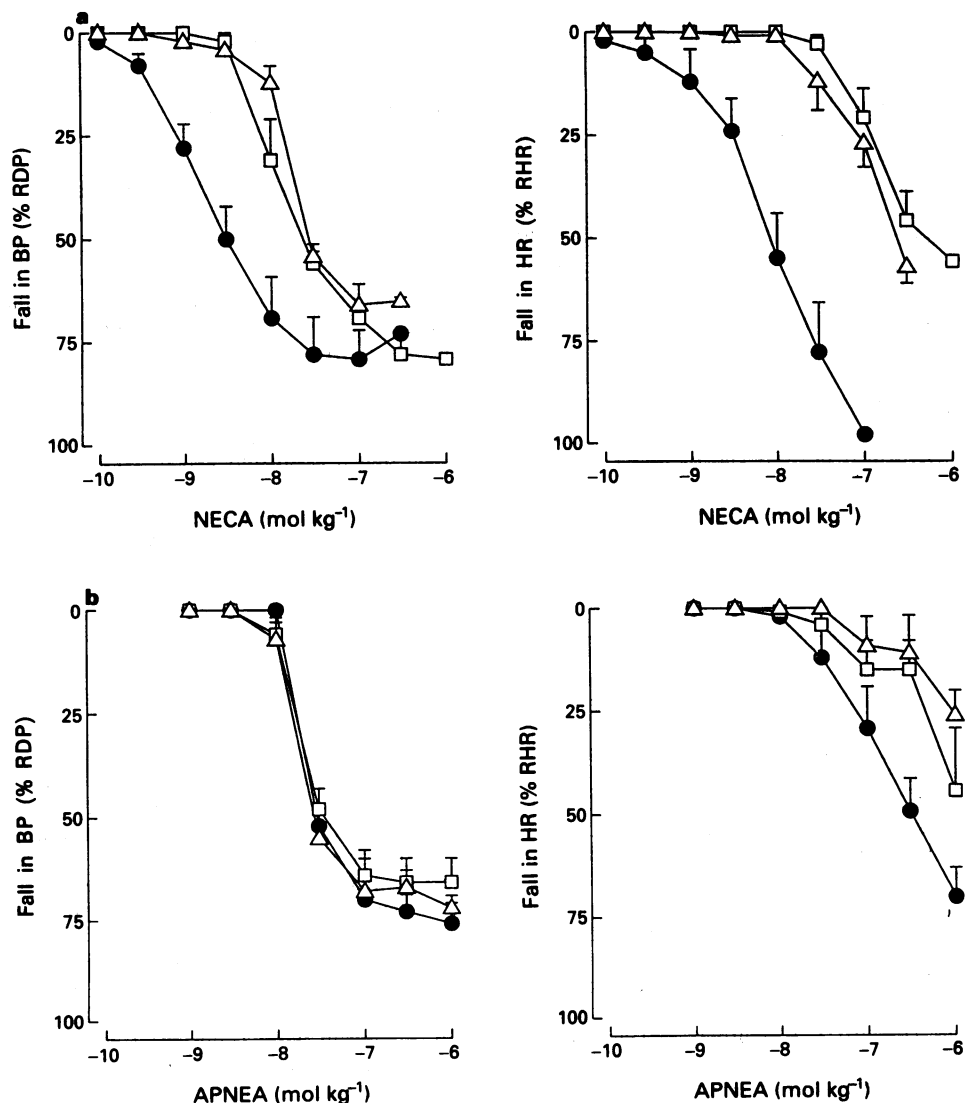 a
0
25
50
75
100
Fall in BP (% RDP)
−10 −9 −8 −7 −6
NECA (mol kg⁻¹)
0
25
50
75
100
Fall in HR (% RHR)
−10 −9 −8 −7 −6
NECA (mol kg⁻¹)
b
0
25
50
75
100
Fall in BP (% RDP)
−10 −9 −8 −7 −6
APNEA (mol kg⁻¹)
0
25
50
75
100
Fall in HR (% RHR)
−10 −9 −8 −7 −6
APNEA (mol kg⁻¹)